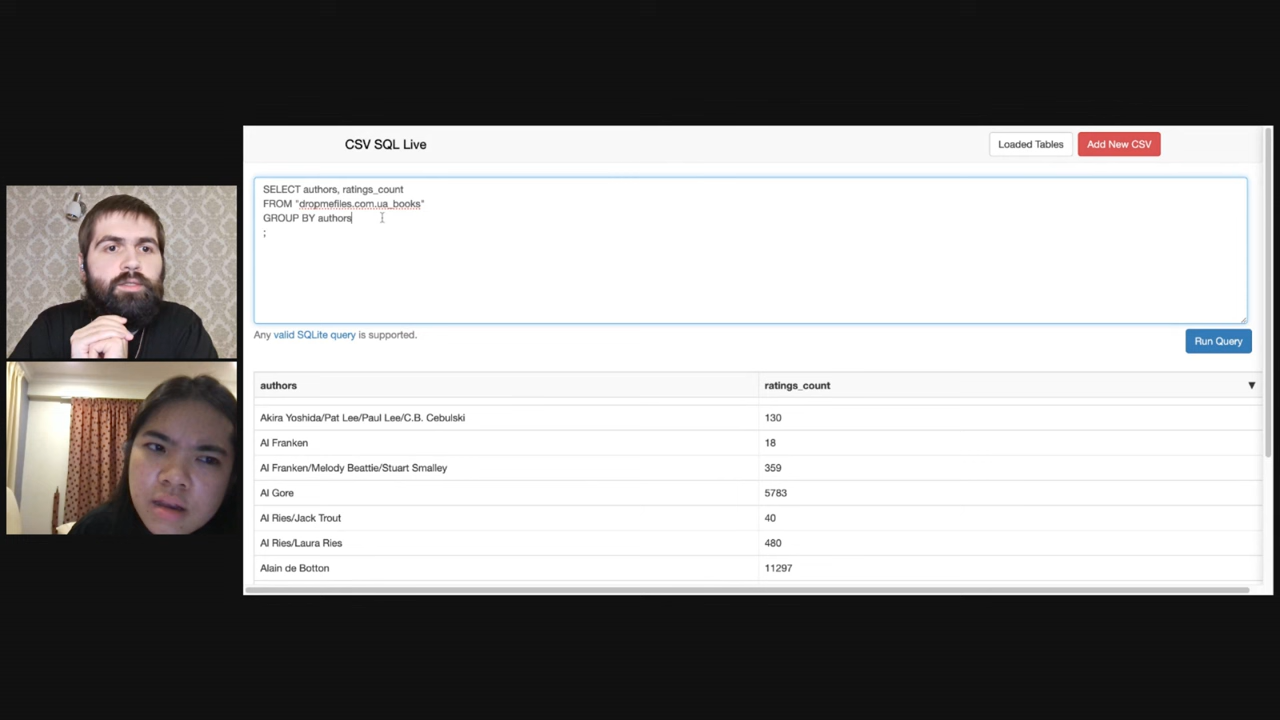 CSV SQL Live
Loaded Tables
Add New CSV
SELECT authors, ratings_count
FROM "dropmefiles.com.ua_books"
GROUP BY authors
;
Any valid SQLite query is supported.
Run Query
authors ratings_count ▼
Akira Yoshida/Pat Lee/Paul Lee/C.B. Cebulski 130
Al Franken 18
Al Franken/Melody Beattie/Stuart Smalley 359
Al Gore 5783
Al Ries/Jack Trout 40
Al Ries/Laura Ries 480
Alain de Botton 11297